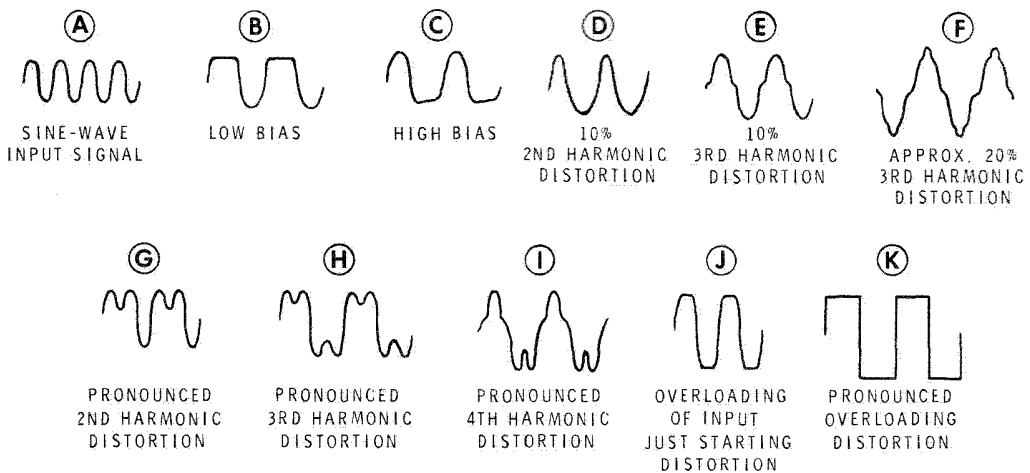 A
B
C
D
E
F
SINE-WAVE
INPUT SIGNAL
LOW BIAS
HIGH BIAS
10%
2ND HARMONIC
DISTORTION
10%
3RD HARMONIC
DISTORTION
APPROX. 20%
3RD HARMONIC
DISTORTION
G
H
I
J
K
PRONOUNCED
2ND HARMONIC
DISTORTION
PRONOUNCED
3RD HARMONIC
DISTORTION
PRONOUNCED
4TH HARMONIC
DISTORTION
OVERLOADING
OF INPUT
JUST STARTING
DISTORTION
PRONOUNCED
OVERLOADING
DISTORTION.